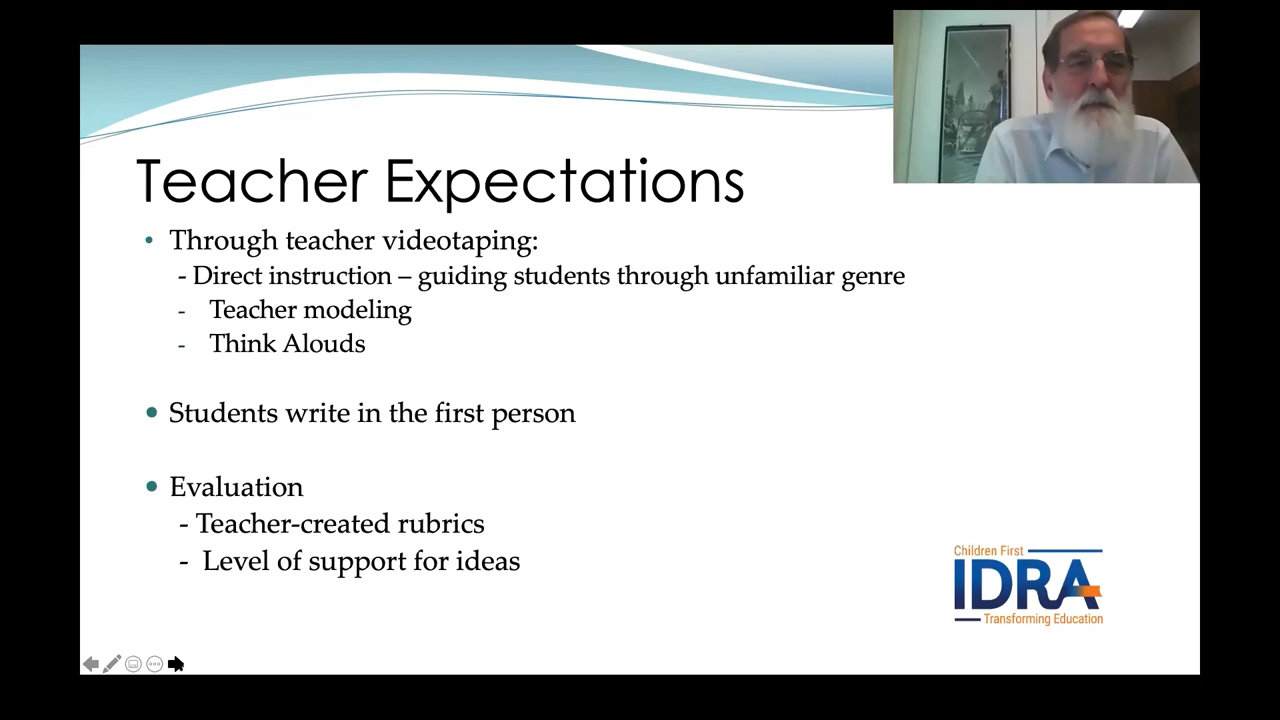 Teacher Expectations
• Through teacher videotaping:
- Direct instruction – guiding students through unfamiliar genre
- Teacher modeling
- Think Alouds
• Students write in the first person
• Evaluation
- Teacher-created rubrics
- Level of support for ideas
Children First
IDRA
Transforming Education